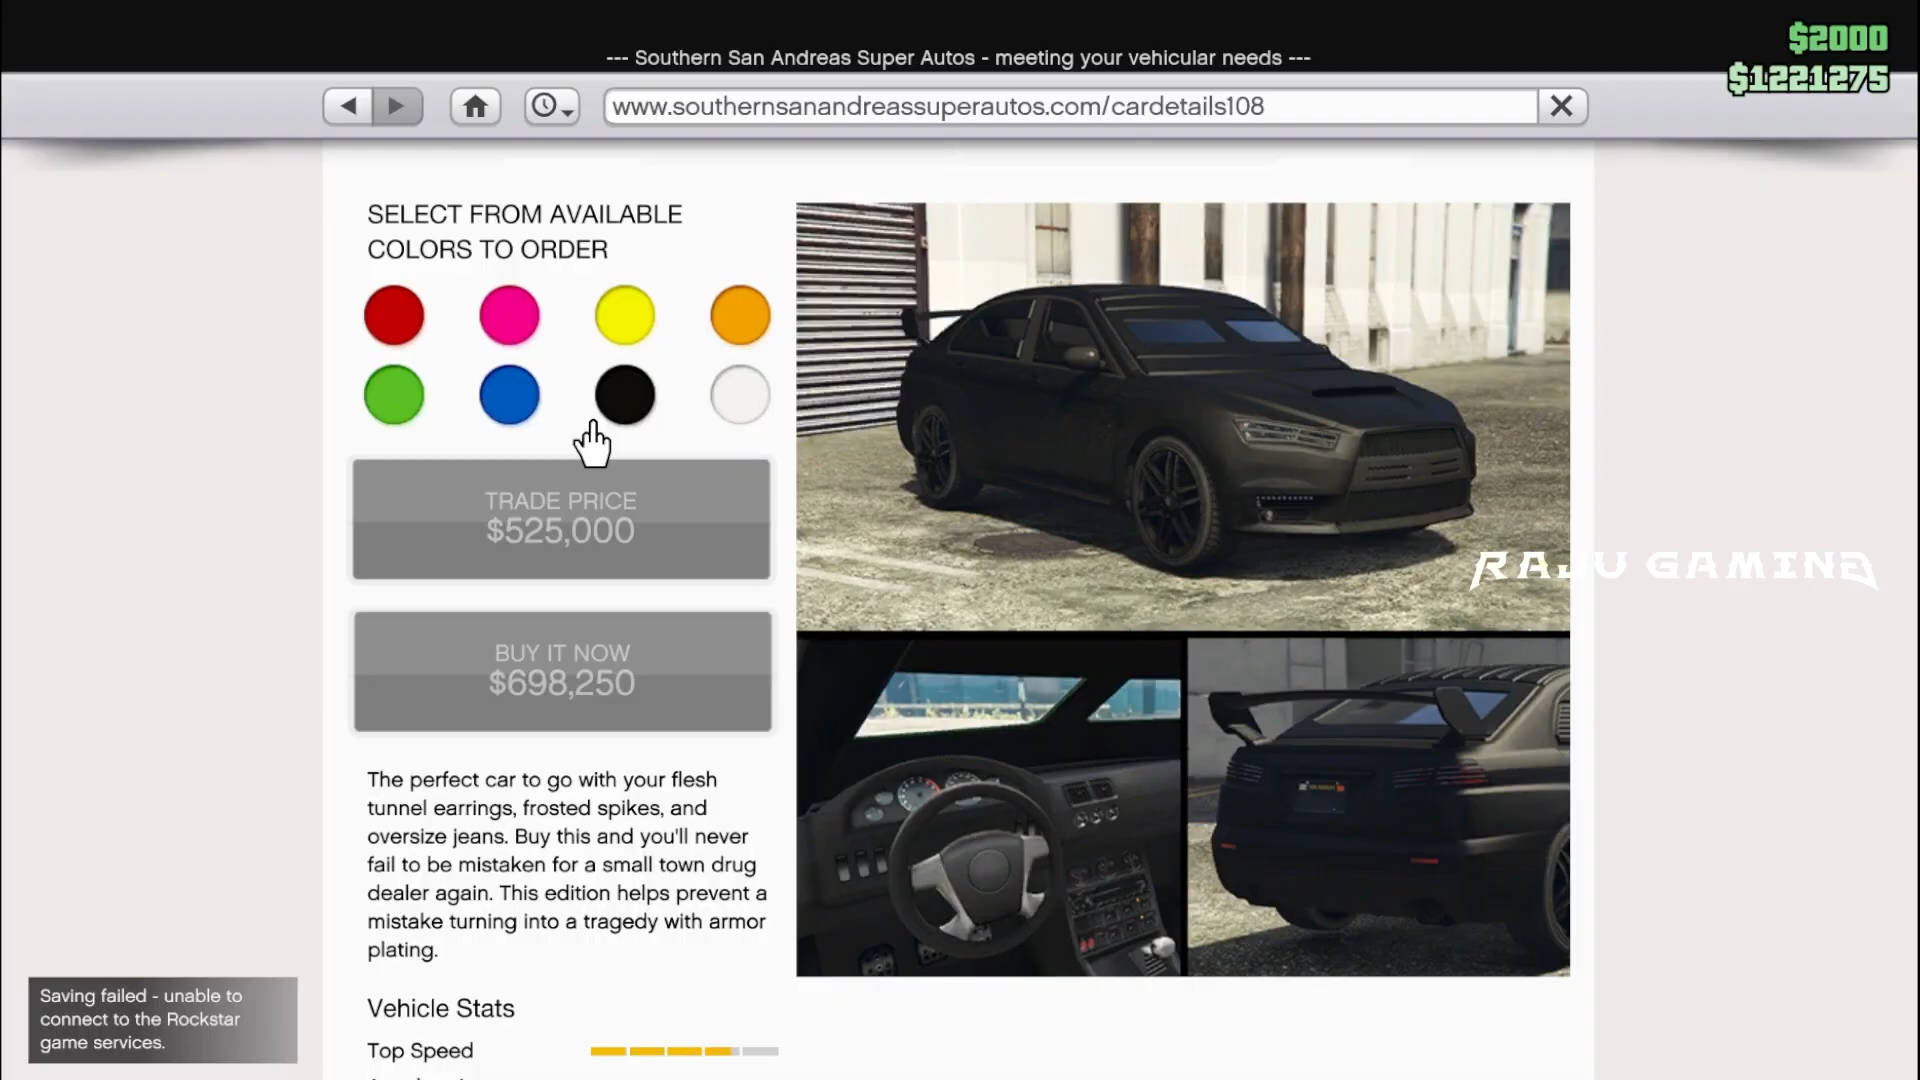 --- Southern San Andreas Super Autos - meeting your vehicular needs ---
$2000
$1221275
www.southernsanandreassuperautos.com/cardetails108
SELECT FROM AVAILABLE
COLORS TO ORDER
TRADE PRICE
$525,000
BUY IT NOW
$698,250
RAJU GAMING
The perfect car to go with your flesh
tunnel earrings, frosted spikes, and
oversize jeans. Buy this and you'll never
fail to be mistaken for a small town drug
dealer again. This edition helps prevent a
mistake turning into a tragedy with armor
plating.
Vehicle Stats
Top Speed
Saving failed - unable to
connect to the Rockstar
game services.